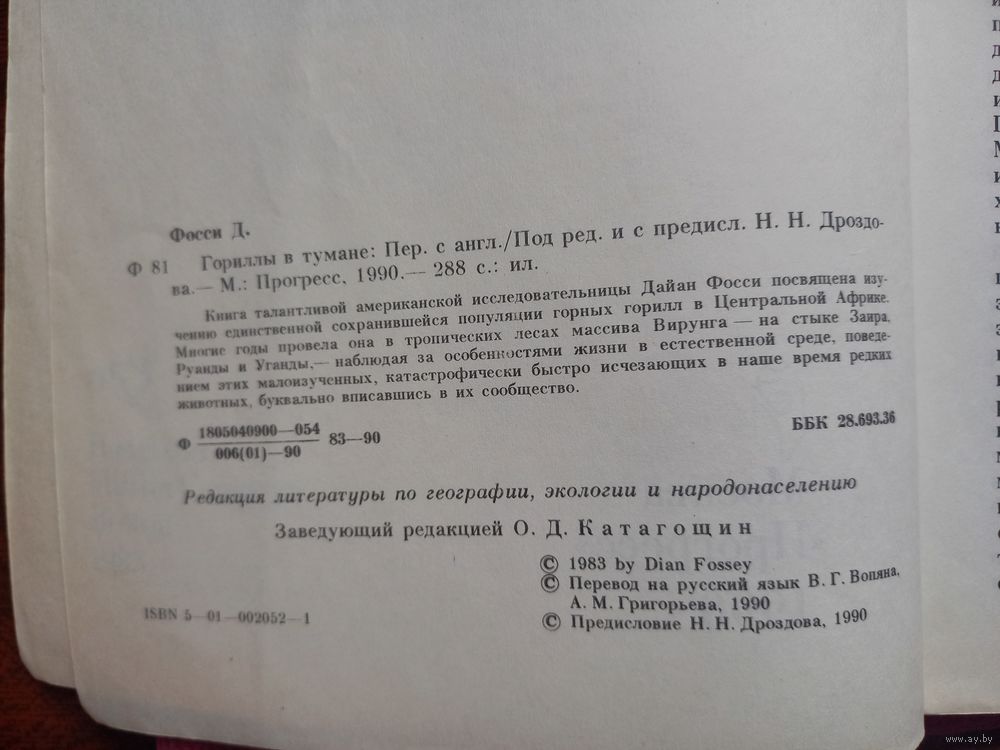 Фосси Д.
Ф 81 Гориллы в тумане: Пер. с англ./Под ред. и с предисл. Н. Н. Дроздо-
ва.— М.: Прогресс, 1990.— 288 с.: ил.
Книга талантливой американской исследовательницы Дайан Фосси посвящена изу-
чению единственной сохранившейся популяции горных горилл в Центральной Африке.
Многие годы провела она в тропических лесах массива Вирунга — на стыке Заира,
Руанды и Уганды,— наблюдая за особенностями жизни в естественной среде, поведе-
нием этих малоизученных, катастрофически быстро исчезающих в наше время редких
животных, буквально вписавшись в их сообщество.
Ф 1805040900—054
006(01)—90 83—90
ББК 28.693.36
Редакция литературы по географии, экологии и народонаселению
Заведующий редакцией О. Д. Катагощин
© 1983 by Dian Fossey
© Перевод на русский язык В. Г. Вопяна,
А. М. Григорьева, 1990
ISBN 5—01—002052—1
© Предисловие Н. Н. Дроздова, 1990
www.ay.by